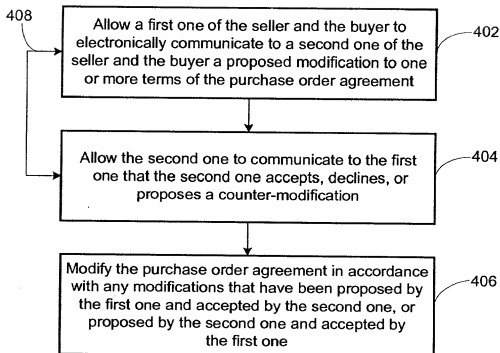 408
Allow a first one of the seller and the buyer to
electronically communicate to a second one of the
seller and the buyer a proposed modification to one
or more terms of the purchase order agreement
402
Allow the second one to communicate to the first
one that the second one accepts, declines, or
proposes a counter-modification
404
Modify the purchase order agreement in accordance
with any modifications that have been proposed by
the first one and accepted by the second one, or
proposed by the second one and accepted by
the first one
406